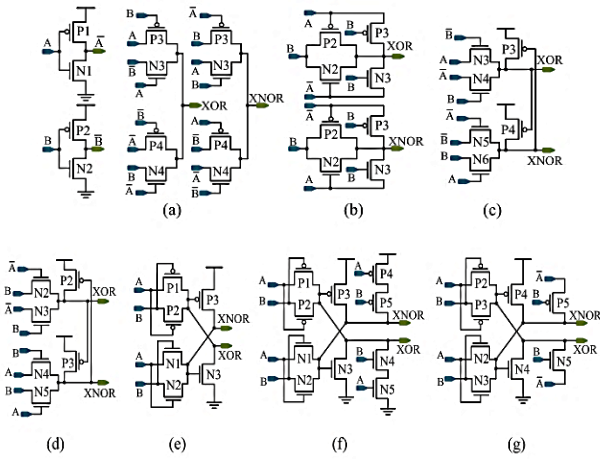 P1
A
A̅
N1
P2
B
B̅
N2
B
P3
A
N3
B̅
A
B̅
P4
A̅
N4
B
A̅
XOR
A̅
P3
B
N3
B
XNOR
A
P4
B̅
A̅
N4
B̅
(a)
A
P2
B
N2
A̅
B
P3
XOR
B
N3
A̅
P2
B
N2
A
B
P3
XNOR
B
N3
(b)
B̅
A
N3
A̅
N4
B
P3
XOR
A̅
B̅
N5
B
N6
A
P4
XNOR
(c)
A̅
B
N2
A̅
N3
B
P2
XOR
B
A
N4
B
N5
A
P3
XNOR
(d)
A
P1
B
P2
P3
XNOR
XOR
A
N1
B
N2
N3
(e)
A
P1
B
P2
P3
A
P4
B
P5
XNOR
XOR
A
N1
B
N2
N3
B
N4
A
N5
(f)
A
P2
B
P3
P4
A̅
B
P5
XNOR
XOR
A
N2
B
N3
N4
B
N5
A̅
(g)